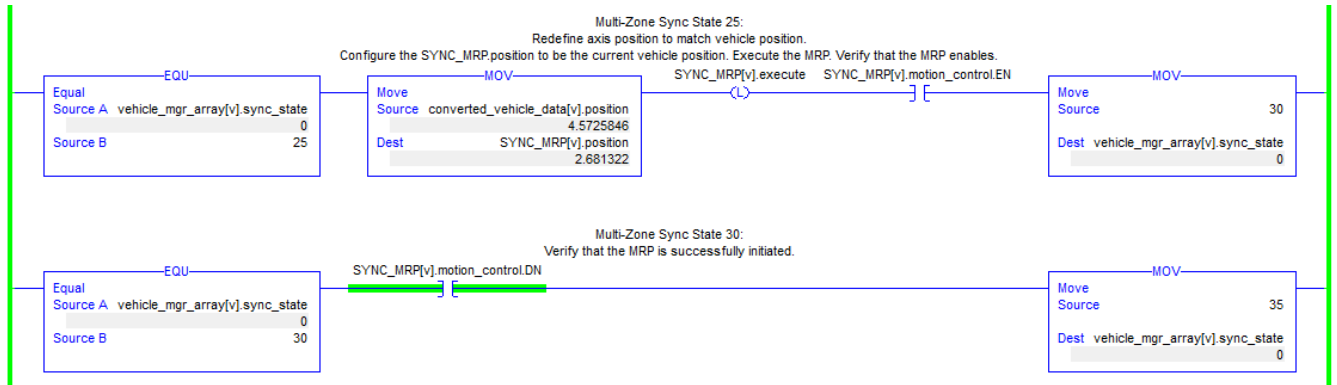 Multi-Zone Sync State 25:
Redefine axis position to match vehicle position.
Configure the SYNC_MRP.position to be the current vehicle position. Execute the MRP. Verify that the MRP enables.
EQU
Equal
Source A vehicle_mgr_array[v].sync_state
0
Source B 25
MOV
Move
Source converted_vehicle_data[v].position
4.5725846
Dest SYNC_MRP[v].position
2.681322
SYNC_MRP[v].execute
L
SYNC_MRP[v].motion_control.EN
MOV
Move
Source 30
Dest vehicle_mgr_array[v].sync_state
0
Multi-Zone Sync State 30:
Verify that the MRP is successfully initiated.
EQU
Equal
Source A vehicle_mgr_array[v].sync_state
0
Source B 30
SYNC_MRP[v].motion_control.DN
MOV
Move
Source 35
Dest vehicle_mgr_array[v].sync_state
0